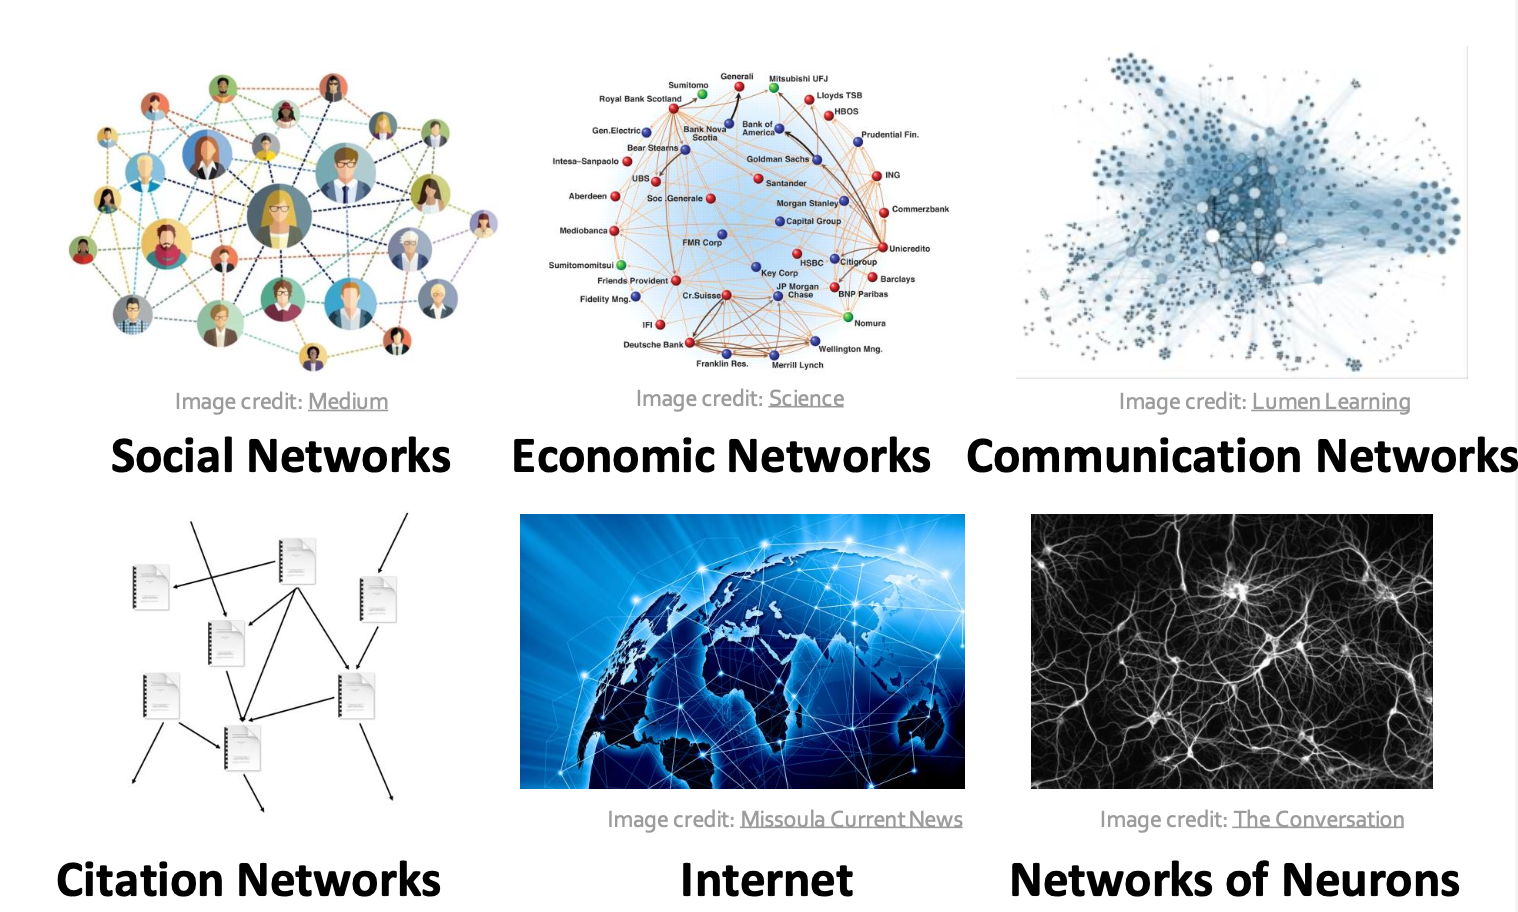 Generali
Mitsubishi UFJ
Sumitomo
Royal Bank Scotland
Lloyds TSB
HBOS
Gen.Electric
Bank Nova
Scotia
Bank of
America
Prudential Fin.
Bear Stearns
Goldman Sachs
Intesa–Sanpaolo
UBS
Santander
ING
Aberdeen
Soc .Generale
Morgan Stanley
Commerzbank
Mediobanca
Capital Group
FMR Corp
Unicredito
Sumitomomitsui
HSBC
Citigroup
Key Corp
Friends Provident
Barclays
Fidelity Mng.
Cr.Suisse
JP Morgan
Chase
BNP Paribas
IFI
Nomura
Deutsche Bank
Wellington Mng.
Franklin Res.
Merrill Lynch
Image credit: Medium
Image credit: Science
Image credit: Lumen Learning
Social Networks
Economic Networks
Communication Networks
Image credit: Missoula Current News
Image credit: The Conversation
Citation Networks
Internet
Networks of Neurons